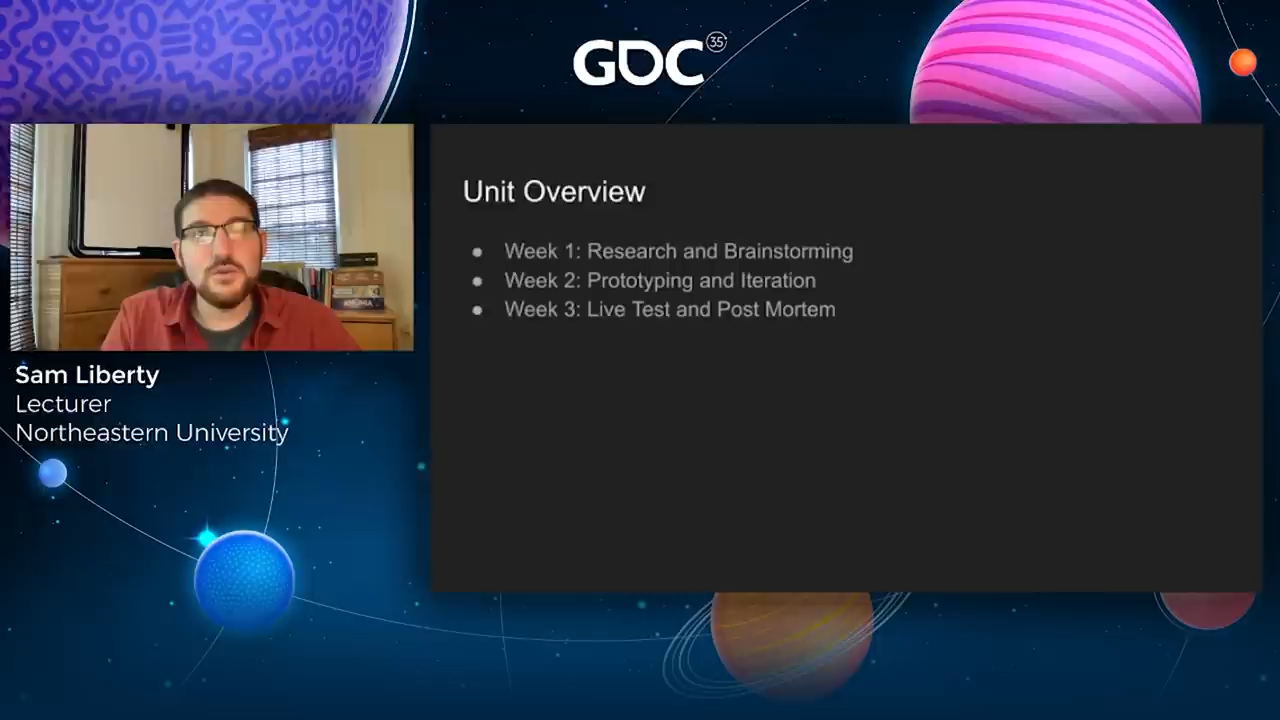 GDC 35
Unit Overview
Week 1: Research and Brainstorming
Week 2: Prototyping and Iteration
Week 3: Live Test and Post Mortem
Sam Liberty
Lecturer
Northeastern University